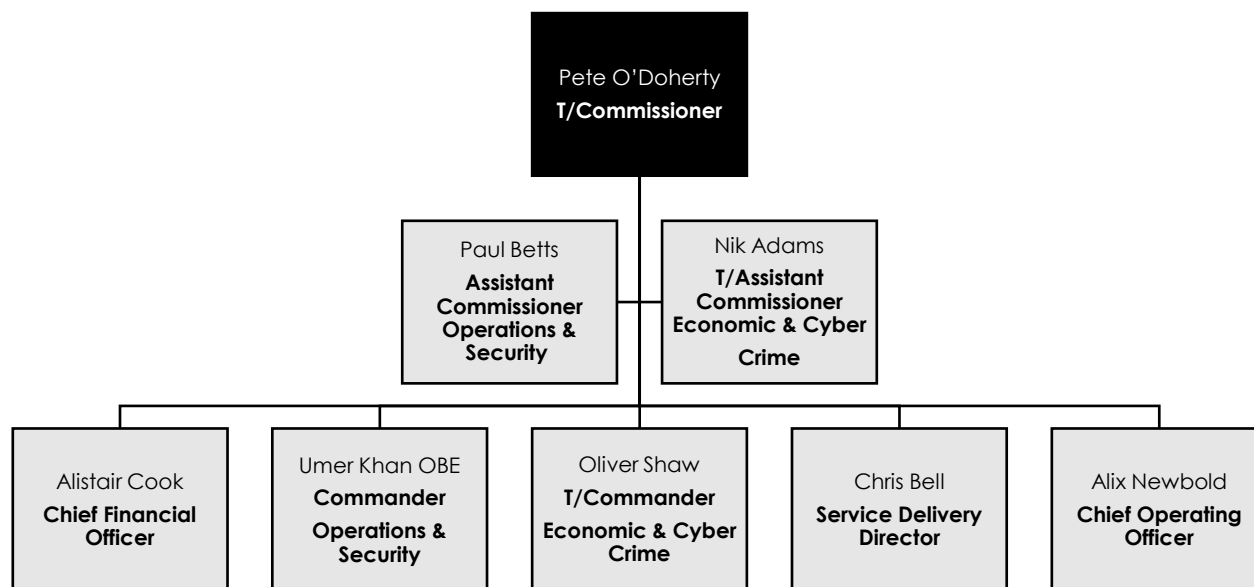 Pete O’Doherty
T/Commissioner
Paul Betts
Assistant
Commissioner
Operations &
Security
Nik Adams
T/Assistant
Commissioner
Economic & Cyber
Crime
Alistair Cook
Chief Financial
Officer
Umer Khan OBE
Commander
Operations &
Security
Oliver Shaw
T/Commander
Economic & Cyber
Crime
Chris Bell
Service Delivery
Director
Alix Newbold
Chief Operating
Officer